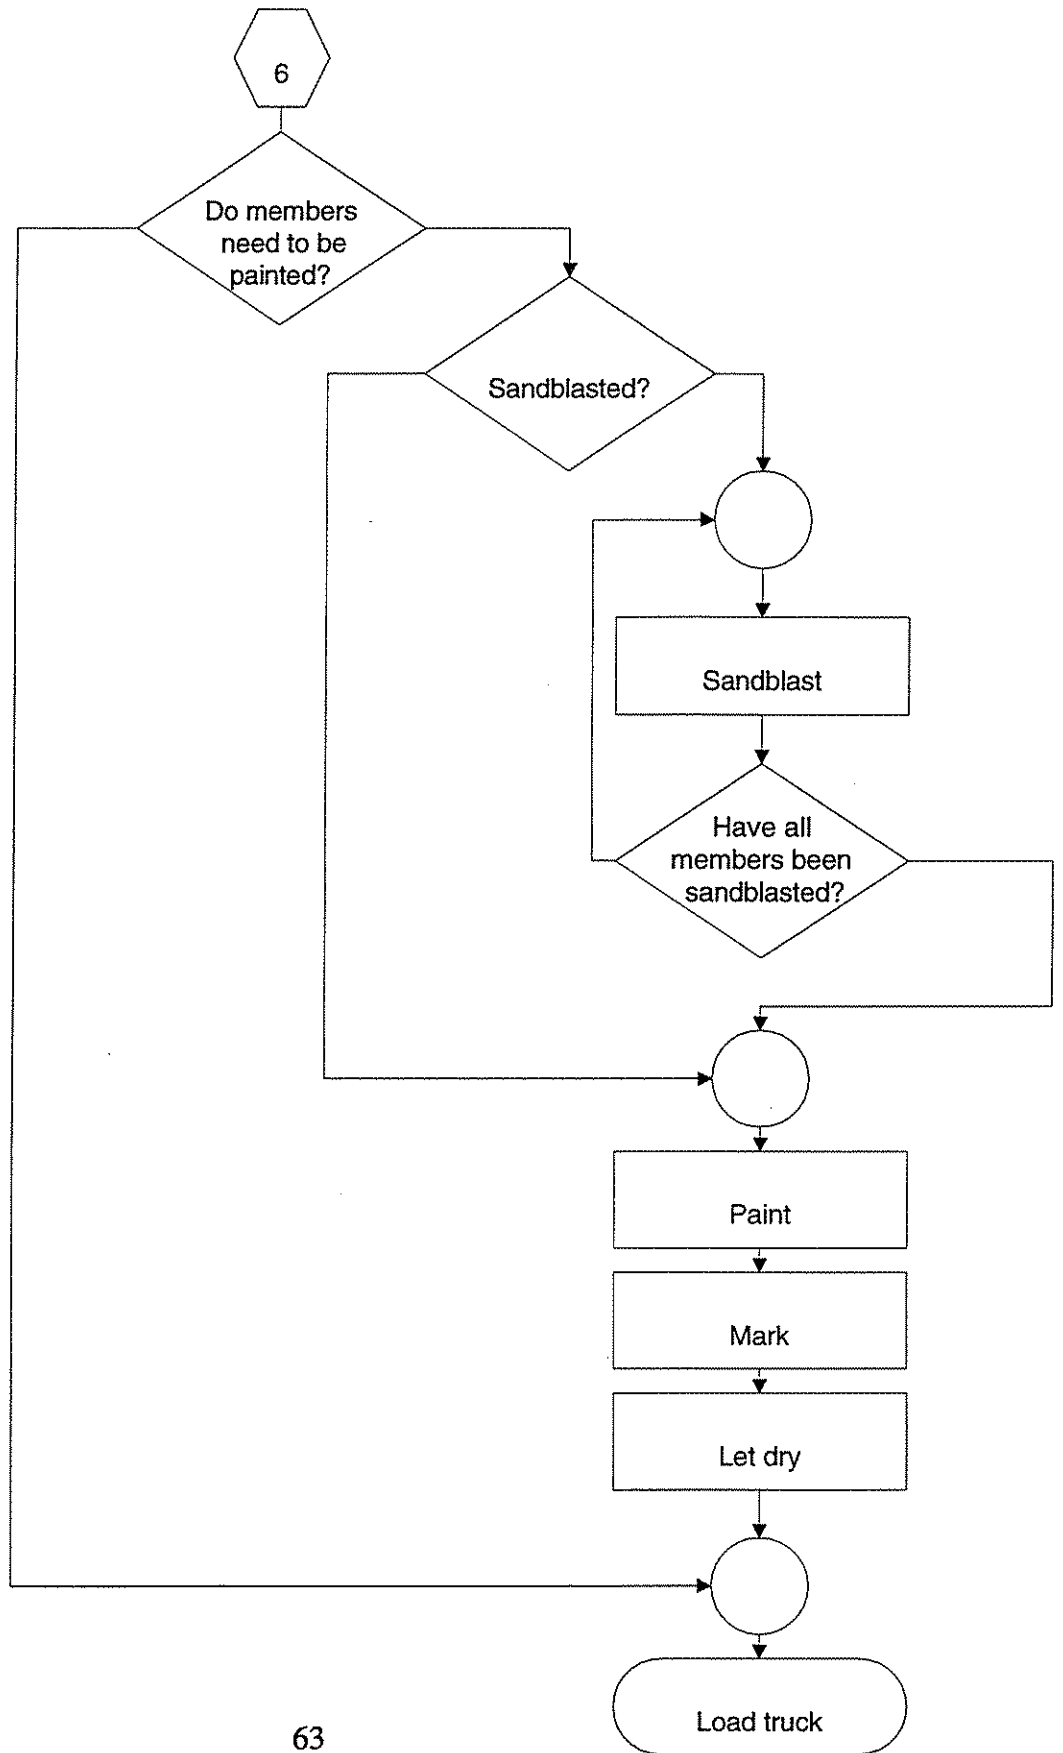 6
Do members
need to be
painted?
Sandblasted?
Sandblast
Have all
members been
sandblasted?
Paint
Mark
Let dry
Load truck
63